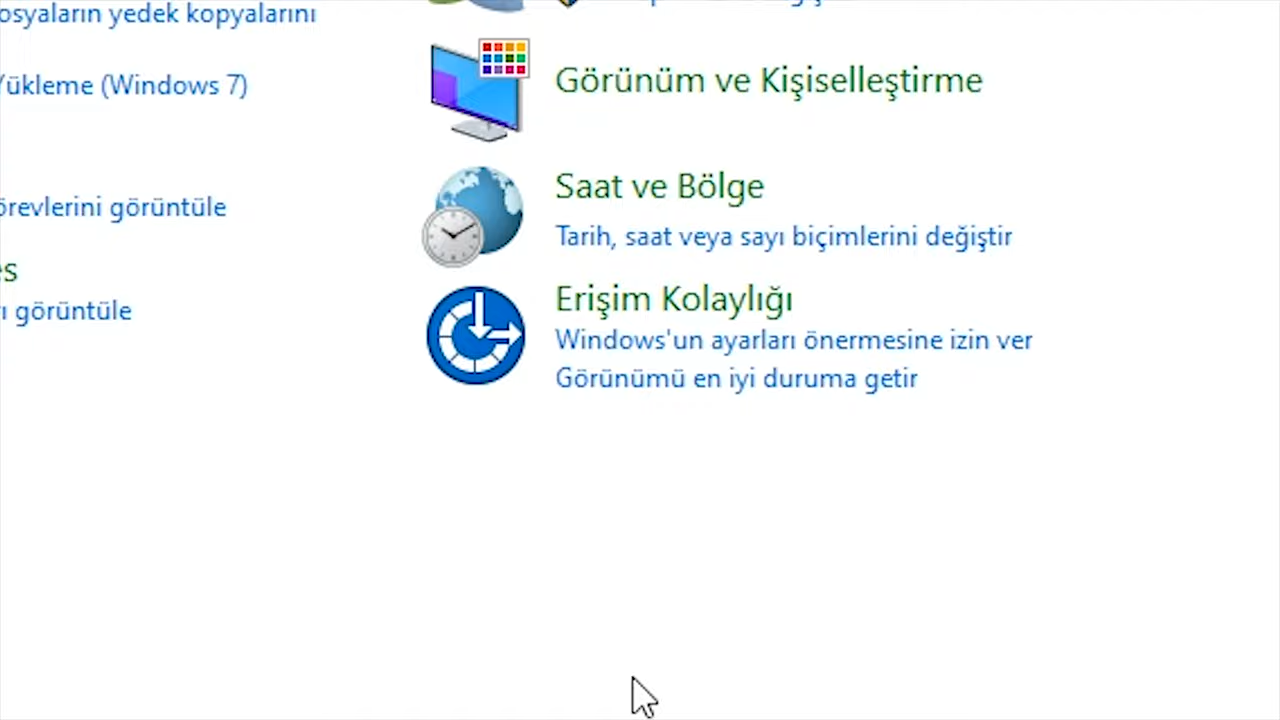 osyaların yedek kopyalarını
Yükleme (Windows 7)
örevlerini görüntüle
es
ı görüntüle
Görünüm ve Kişiselleştirme
Saat ve Bölge
Tarih, saat veya sayı biçimlerini değiştir
Erişim Kolaylığı
Windows'un ayarları önermesine izin ver
Görünümü en iyi duruma getir